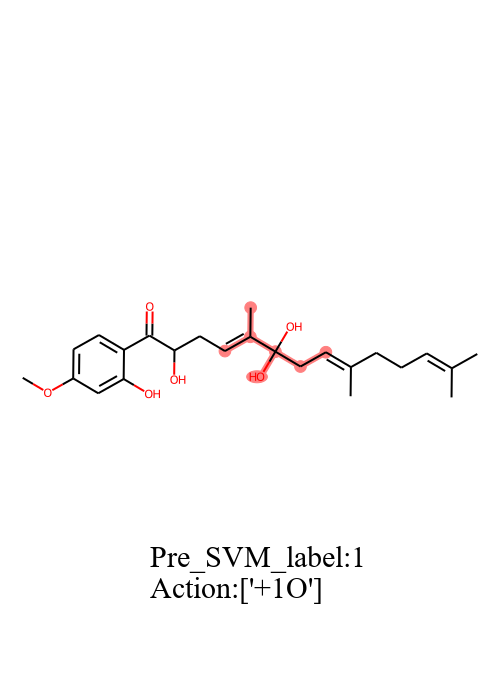 O
OH
OH
HO
OH
O
Pre_SVM_label:1
Action:['+1O']